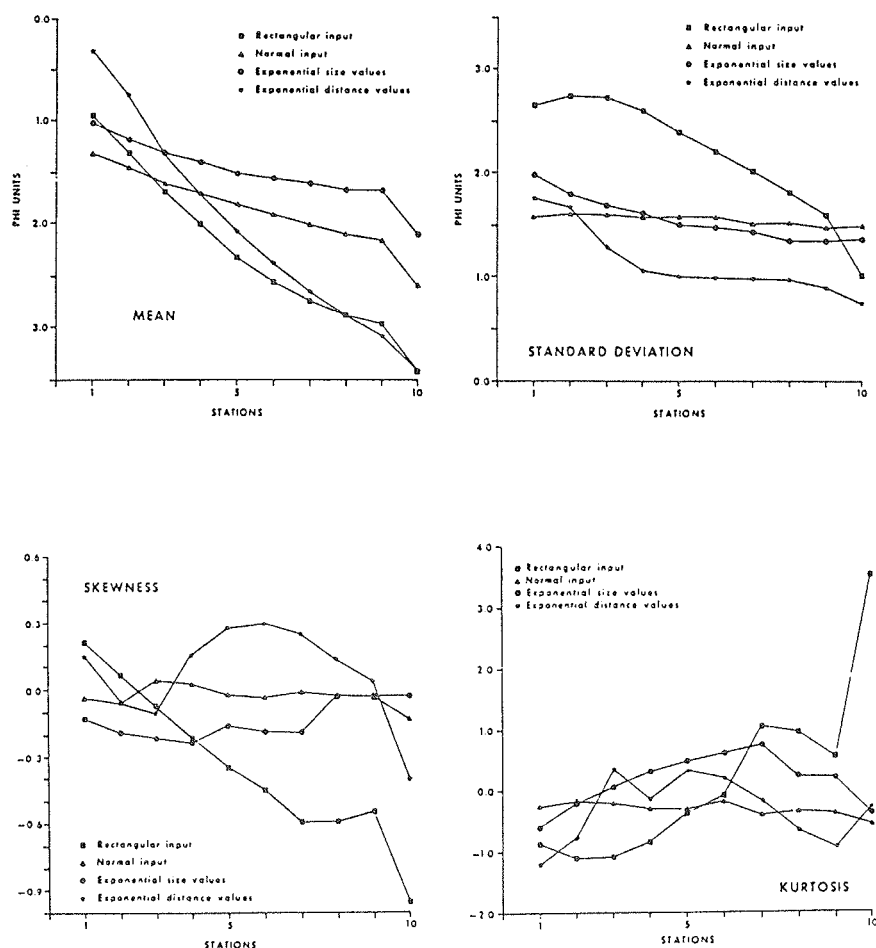 0.0
1.0
2.0
3.0
PHI UNITS
Rectangular input
Normal input
Exponential size values
Exponential distance values
MEAN
1
5
10
STATIONS
3.0
2.0
1.0
0.0
PHI UNITS
Rectangular input
Normal input
Exponential size values
Exponential distance values
STANDARD DEVIATION
1
5
10
STATIONS
0.6
0.3
0.0
-0.3
-0.6
-0.9
SKEWNESS
Rectangular input
Normal input
Exponential size values
Exponential distance values
1
5
10
STATIONS
4.0
3.0
2.0
1.0
0.0
-1.0
-2.0
Rectangular input
Normal input
Exponential size values
Exponential distance values
KURTOSIS
1
5
10
STATIONS